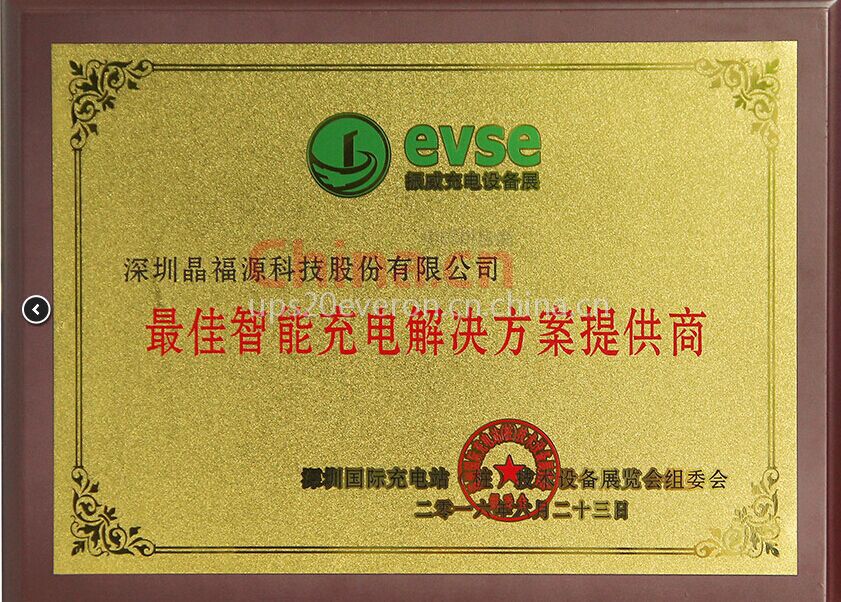 evse
振威充电设备展
深圳晶福源科技股份有限公司
ups20everon.cn.china.cn
最佳智能充电解决方案提供商
深圳国际充电站（桩）技术设备展览会组委会
二零一六年六月二十三日